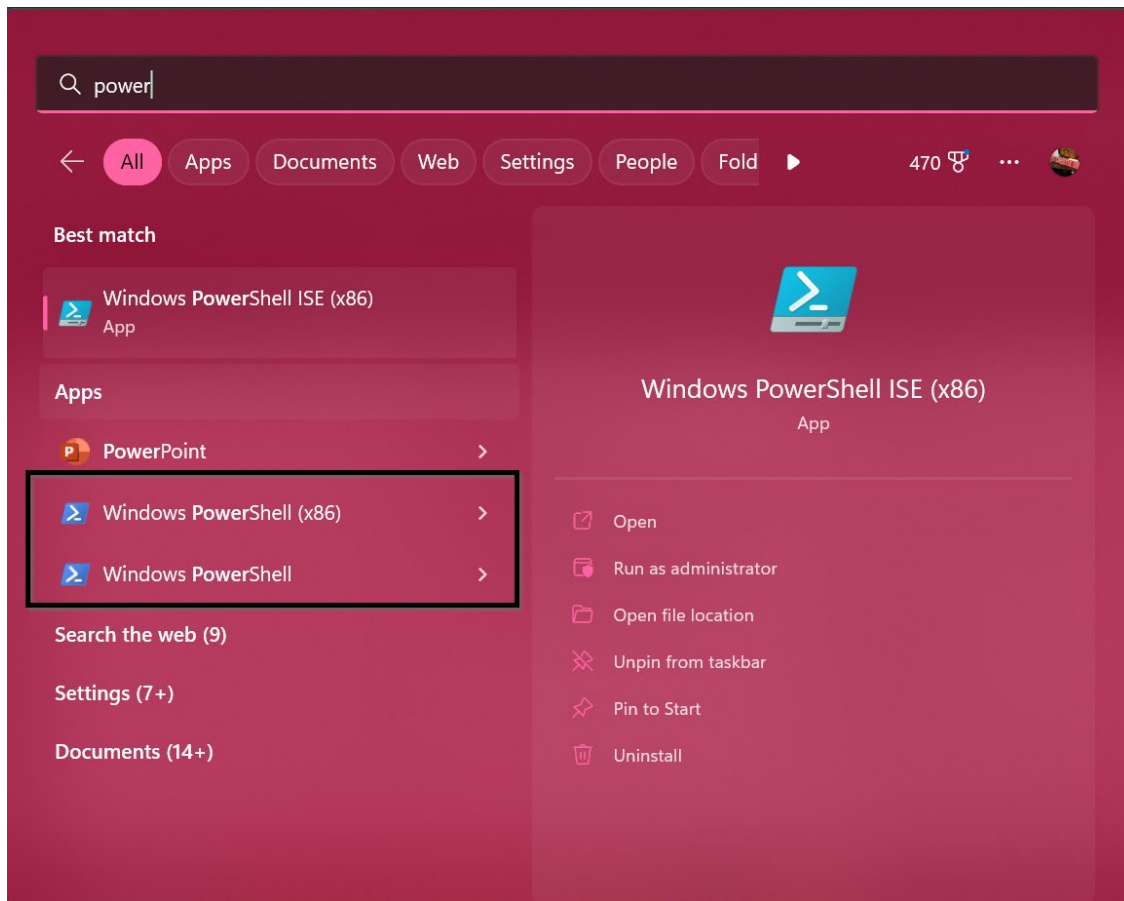 power
All Apps Documents Web Settings People Fold 470
Best match
Windows PowerShell ISE (x86)
App
Apps
PowerPoint
Windows PowerShell (x86)
Windows PowerShell
Search the web (9)
Settings (7+)
Documents (14+)
Windows PowerShell ISE (x86)
App
Open
Run as administrator
Open file location
Unpin from taskbar
Pin to Start
Uninstall